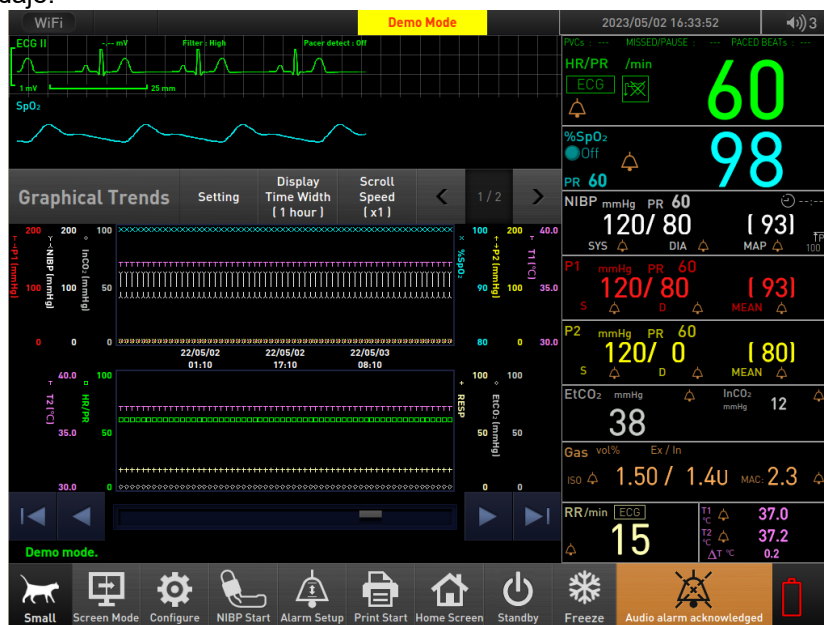 daje.
WiFi
Demo Mode
2023/05/02 16:33:52
3
ECG II
-.-- mV
Filter : High
Pacer detect : Off
1 mV
25 mm
SpO₂
PVCs : ---
MISSED/PAUSE : ---
PACED BEATs : ---
HR/PR /min
ECG
60
%SpO₂
Off
PR 60
98
NIBP mmHg PR 60
--:--
120/ 80 ( 93)
SYS DIA MAP
100
P1 mmHg PR 60
120/ 80 ( 93)
S D MEAN
P2 mmHg PR 60
120/ 0 ( 80)
S D MEAN
EtCO₂ mmHg
38
InCO₂
mmHg
12
Gas vol% Ex / In
ISO 1.50 / 1.40 MAC: 2.3
RR/min ECG
15
T1 °C 37.0
T2 °C 37.2
ΔT °C 0.2
Graphical Trends
Setting
Display
Time Width
( 1 hour )
Scroll
Speed
( x1 )
< 1/2 >
200 200 100
P1 (mmHg)
NIBP (mmHg)
InCO₂ (mmHg)
100 100 50
0 0 0
100 200 40.0
%SpO₂
P2 (mmHg)
T1 (°C)
90 100 35.0
80 0 30.0
22/05/02
01:10
22/05/02
17:10
22/05/03
08:10
40.0 100
T2 (°C)
HR/PR
35.0 50
30.0 0
100 100
RESP
EtCO₂ (mmHg)
50 50
0 0
Demo mode.
Small
Screen Mode
Configure
NIBP Start
Alarm Setup
Print Start
Home Screen
Standby
Freeze
Audio alarm acknowledged